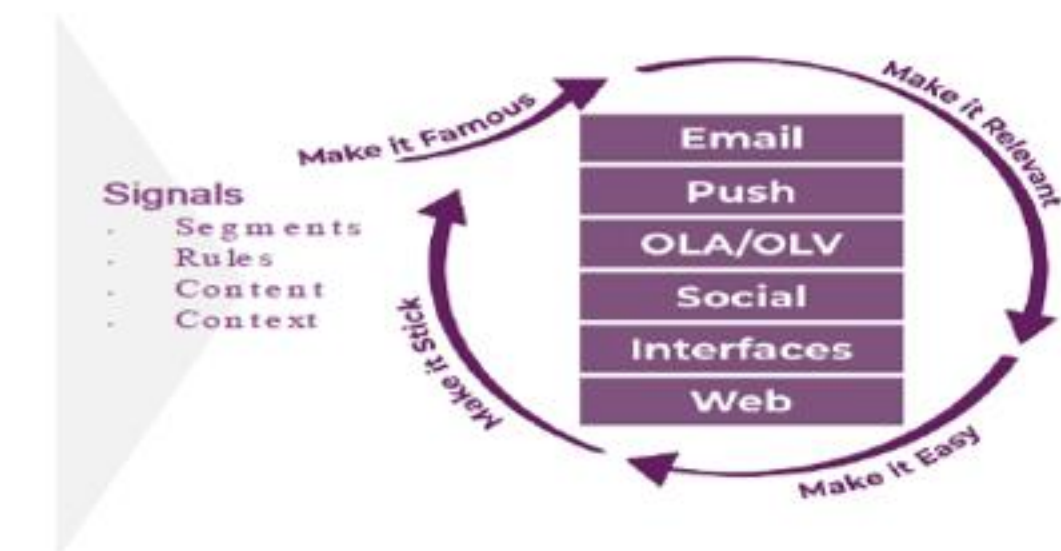 Signals
. Segments
. Rules
. Content
. Context
Make it Famous
Make it Relevant
Make it Easy
Make it Stick
Email
Push
OLA/OLV
Social
Interfaces
Web